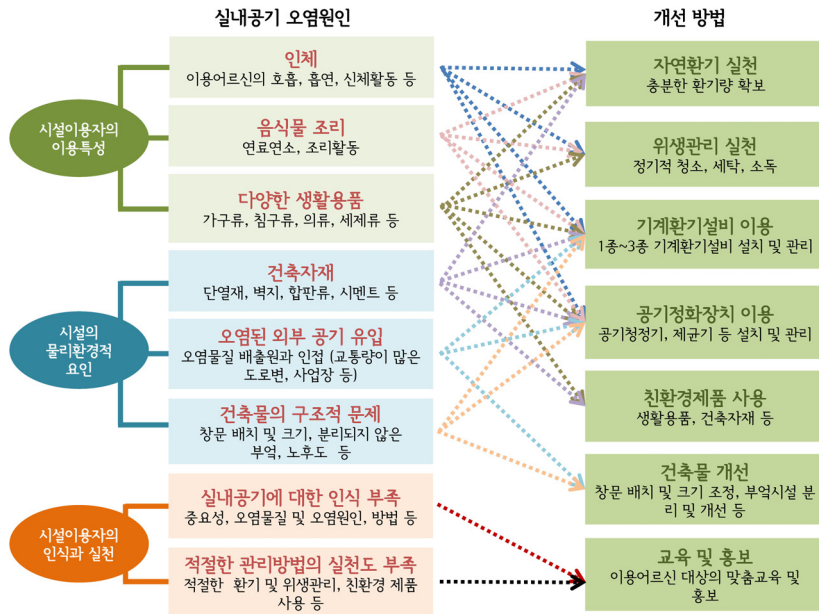 실내공기 오염원인
개선 방법
시설이용자의
이용특성
인체
이용어르신의 호흡, 흡연, 신체활동 등
음식물 조리
연료연소, 조리활동
다양한 생활용품
가구류, 침구류, 의류, 세제류 등
시설의
물리환경적
요인
건축자재
단열재, 벽지, 합판류, 시멘트 등
오염된 외부 공기 유입
오염물질 배출원과 인접 (교통량이 많은
도로변, 사업장 등)
건축물의 구조적 문제
창문 배치 및 크기, 분리되지 않은
부엌, 노후도 등
시설이용자의
인식과 실천
실내공기에 대한 인식 부족
중요성, 오염물질 및 오염원인, 방법 등
적절한 관리방법의 실천도 부족
적절한 환기 및 위생관리, 친환경 제품
사용 등
자연환기 실천
충분한 환기량 확보
위생관리 실천
정기적 청소, 세탁, 소독
기계환기설비 이용
1종~3종 기계환기설비 설치 및 관리
공기정화장치 이용
공기청정기, 제균기 등 설치 및 관리
친환경제품 사용
생활용품, 건축자재 등
건축물 개선
창문 배치 및 크기 조정, 부엌시설 분
리 및 개선 등
교육 및 홍보
이용어르신 대상의 맞춤교육 및
홍보